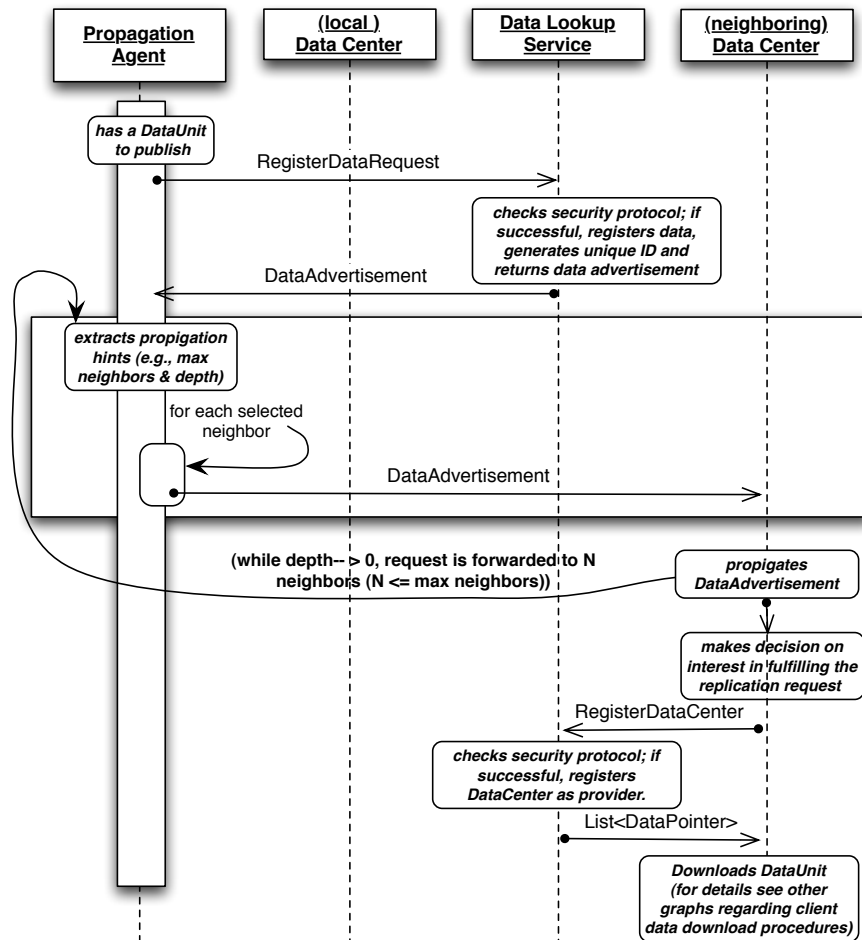 Propagation
Agent
(local )
Data Center
Data Lookup
Service
(neighboring)
Data Center
has a DataUnit
to publish
RegisterDataRequest
checks security protocol; if
successful, registers data,
generates unique ID and
returns data advertisement
DataAdvertisement
extracts propigation
hints (e.g., max
neighbors & depth)
for each selected
neighbor
DataAdvertisement
(while depth-- > 0, request is forwarded to N
neighbors (N <= max neighbors))
propigates
DataAdvertisement
makes decision on
interest in fulfilling the
replication request
RegisterDataCenter
checks security protocol; if
successful, registers
DataCenter as provider.
List<DataPointer>
Downloads DataUnit
(for details see other
graphs regarding client
data download procedures)